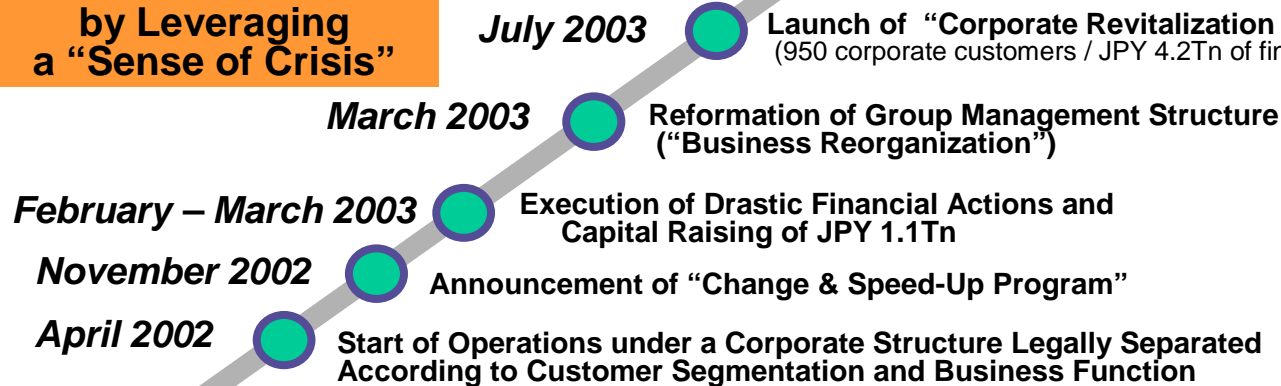 by Leveraging
a “Sense of Crisis”
July 2003
Launch of “Corporate Revitalization
(950 corporate customers / JPY 4.2Tn of
March 2003
Reformation of Group Management Structure
(“Business Reorganization”)
February – March 2003
Execution of Drastic Financial Actions and
Capital Raising of JPY 1.1Tn
November 2002
Announcement of “Change & Speed-Up Program”
April 2002
Start of Operations under a Corporate Structure Legally Separated
According to Customer Segmentation and Business Function